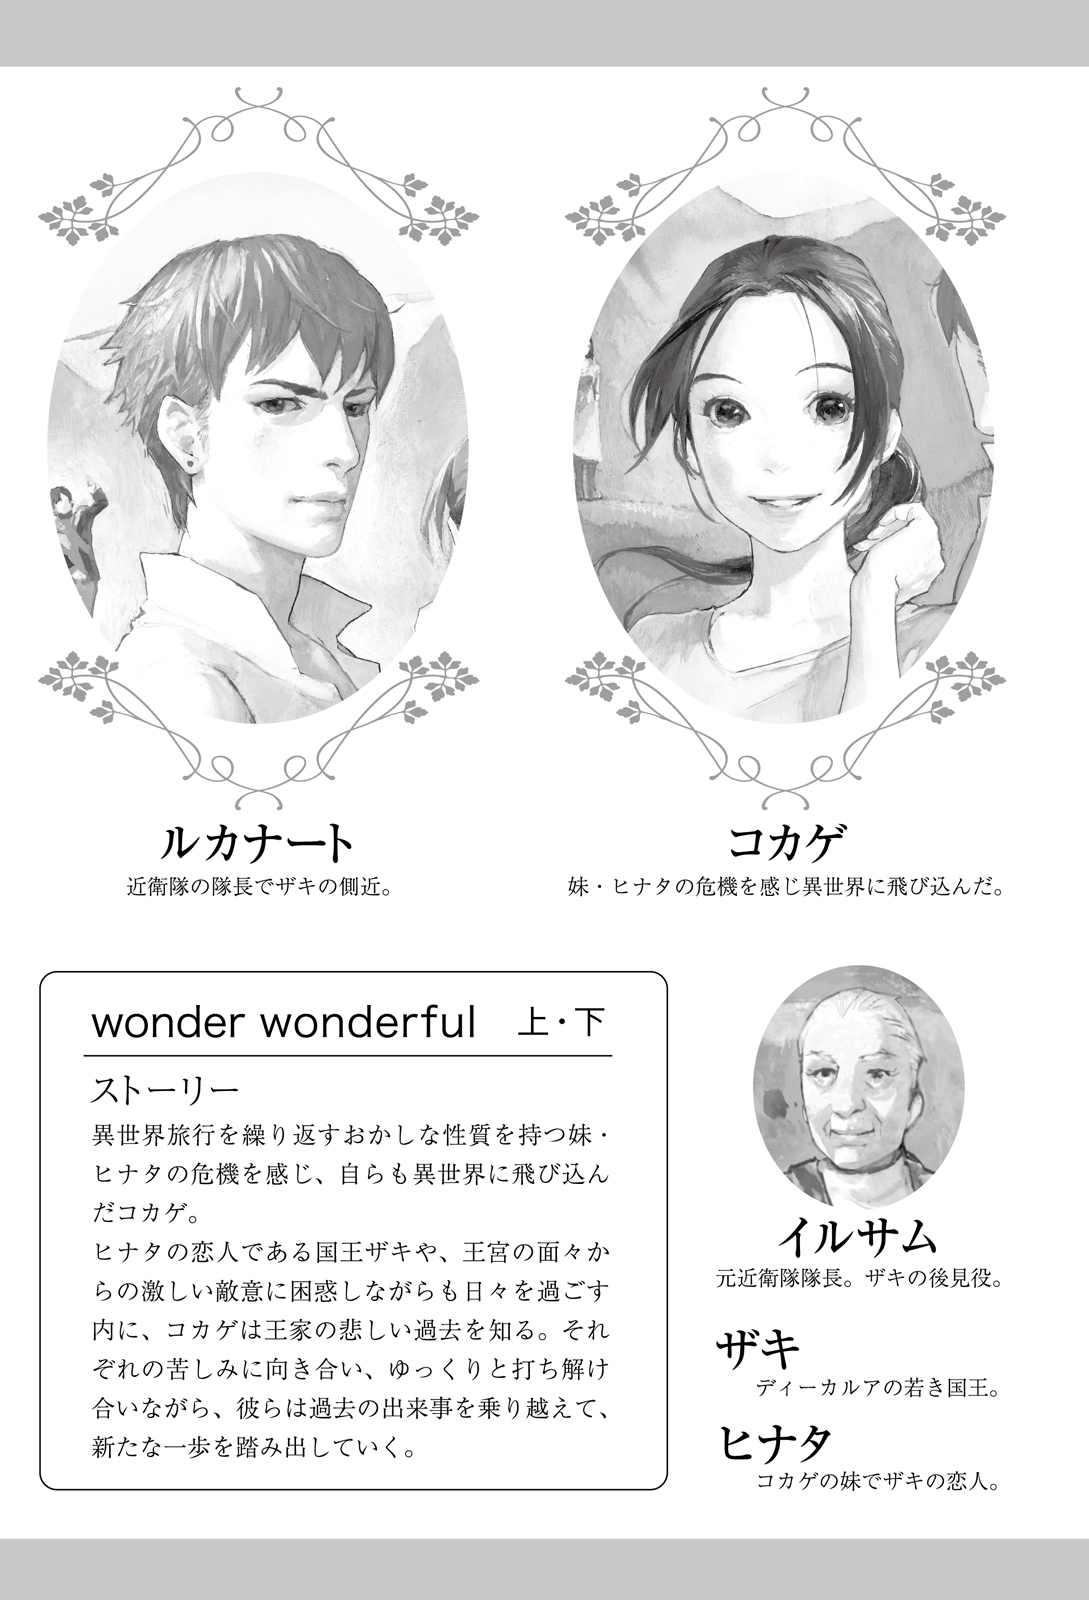 ルカナート
近衛隊の隊長でザキの側近。
コカゲ
妹・ヒナタの危機を感じ異世界に飛び込んだ。
wonder wonderful 上・下
ストーリー
異世界旅行を繰り返すおかしな性質を持つ妹・
ヒナタの危機を感じ、自らも異世界に飛び込ん
だコカゲ。
ヒナタの恋人である国王ザキや、王宮の面々か
らの激しい敵意に困惑しながらも日々を過ごす
内に、コカゲは王家の悲しい過去を知る。それ
ぞれの苦しみに向き合い、ゆっくりと打ち解け
合いながら、彼らは過去の出来事を乗り越えて、
新たな一歩を踏み出していく。
イルサム
元近衛隊隊長。ザキの後見役。
ザキ
ディーカルアの若き国王。
ヒナタ
コカゲの妹でザキの恋人。